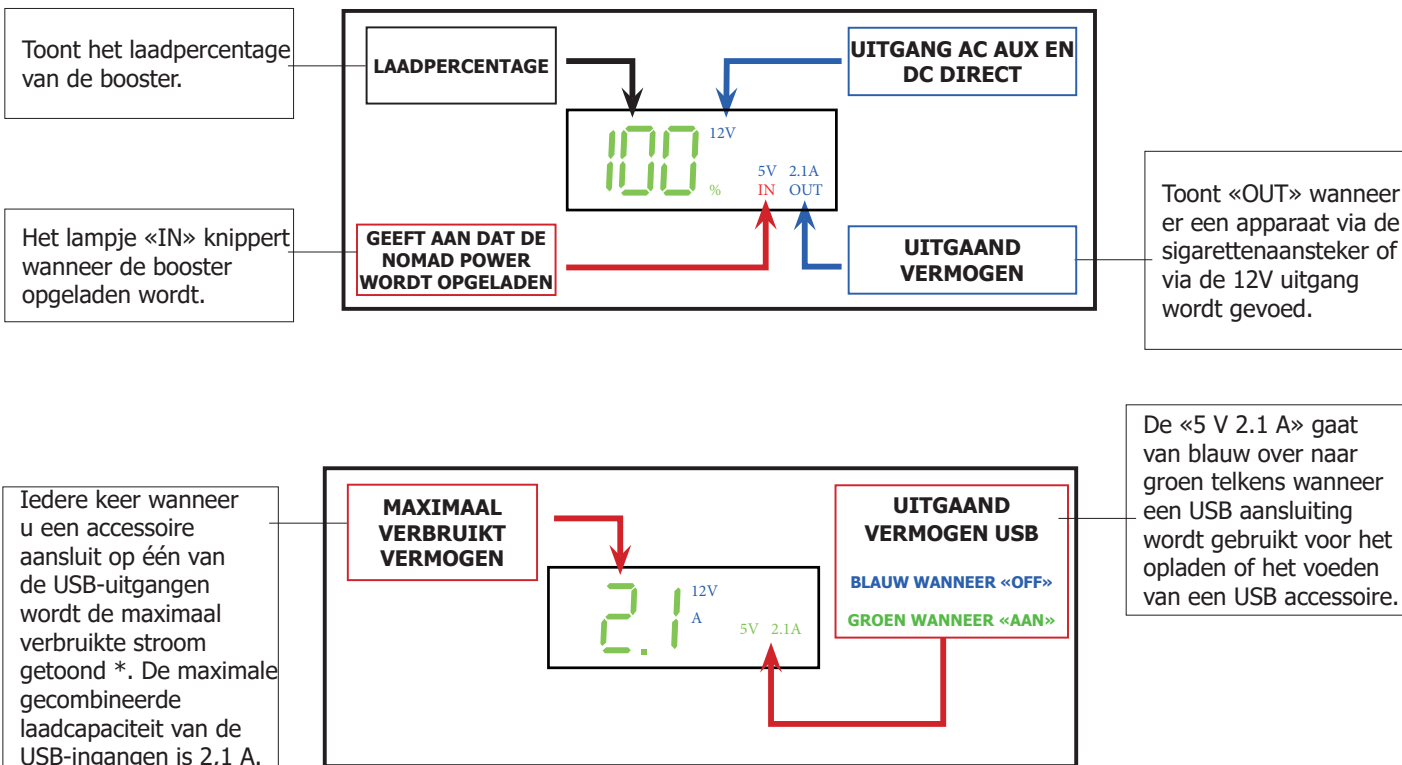 Toont het laadpercentage
van de booster.
LAADPERCENTAGE
UITGANG AC AUX EN
DC DIRECT
100
12V
%
5V 2.1A
IN OUT
Het lampje «IN» knippert
wanneer de booster
opgeladen wordt.
GEEFT AAN DAT DE
NOMAD POWER
WORDT OPGELADEN
UITGAAND
VERMOGEN
Toont «OUT» wanneer
er een apparaat via de
sigarettenaansteker of
via de 12V uitgang
wordt gevoed.
Iedere keer wanneer
u een accessoire
aansluit op één van
de USB-uitgangen
wordt de maximaal
verbruikte stroom
getoond *. De maximale
gecombineerde
laadcapaciteit van de
USB-ingangen is 2,1 A.
MAXIMAAL
VERBRUIKT
VERMOGEN
2.1
12V
A
5V 2.1A
UITGAAND
VERMOGEN USB
BLAUW WANNEER «OFF»
GROEN WANNEER «AAN»
De «5 V 2.1 A» gaat
van blauw over naar
groen telkens wanneer
een USB aansluiting
wordt gebruikt voor het
opladen of het voeden
van een USB accessoire.